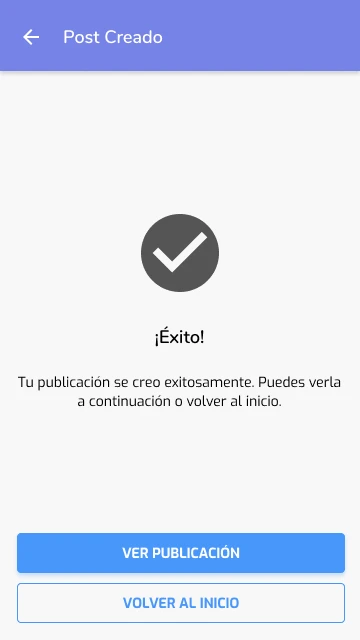 Post Creado
¡Éxito!
Tu publicación se creo exitosamente. Puedes verla
a continuación o volver al inicio.
VER PUBLICACIÓN
VOLVER AL INICIO